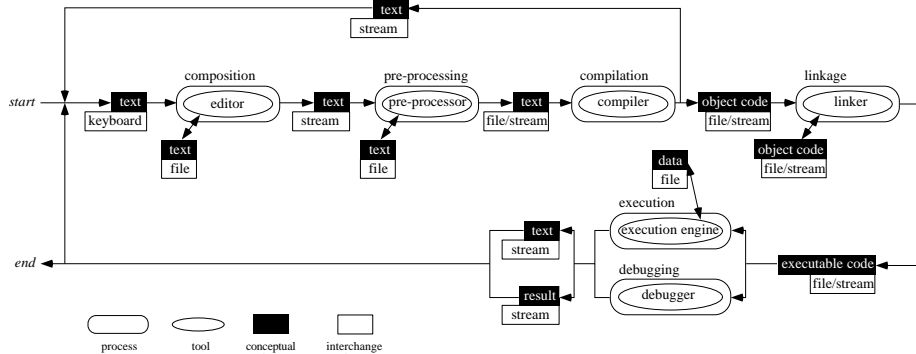 text
stream
composition
pre-processing
compilation
linkage
start
text
editor
text
pre-processor
text
compiler
object code
linker
keyboard
stream
file/stream
file/stream
text
file
text
file
object code
file/stream
data
file
execution
execution engine
text
stream
end
debugging
executable code
file/stream
result
stream
debugger
process
tool
conceptual
interchange